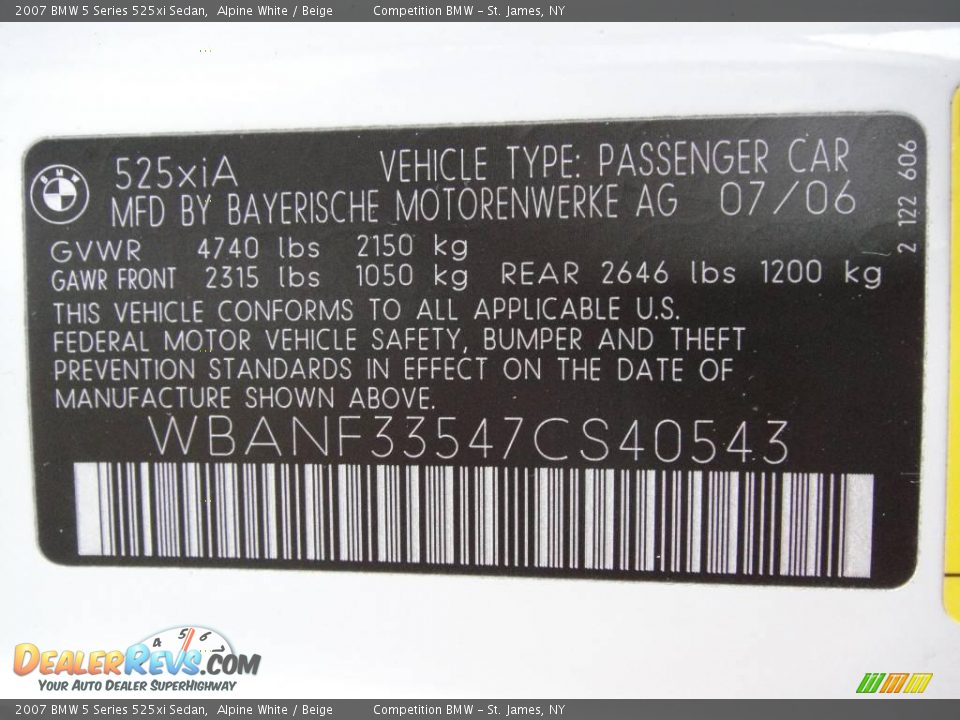 2007 BMW 5 Series 525xi Sedan, Alpine White / Beige Competition BMW - St. James, NY
BMW 525xiA VEHICLE TYPE: PASSENGER CAR
MFD BY BAYERISCHE MOTORENWERKE AG 07/06
2 122 606
GVWR 4740 lbs 2150 kg
GAWR FRONT 2315 lbs 1050 kg REAR 2646 lbs 1200 kg
THIS VEHICLE CONFORMS TO ALL APPLICABLE U.S.
FEDERAL MOTOR VEHICLE SAFETY, BUMPER AND THEFT
PREVENTION STANDARDS IN EFFECT ON THE DATE OF
MANUFACTURE SHOWN ABOVE.
WBANF33547CS40543
4 5 6
DEALERREVS.COM
YOUR AUTO DEALER SUPERHIGHWAY
2007 BMW 5 Series 525xi Sedan, Alpine White / Beige Competition BMW - St. James, NY